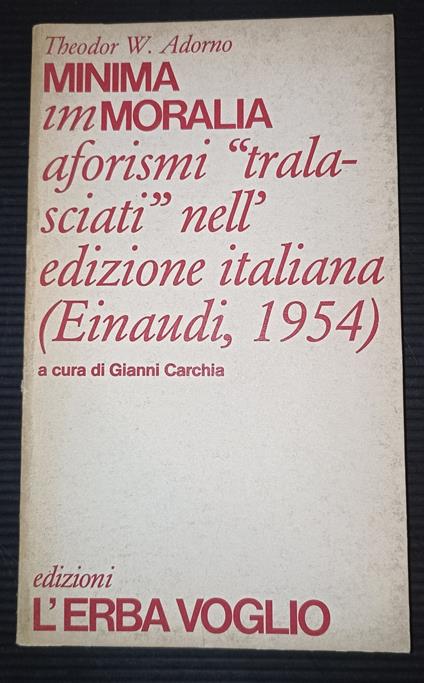 Theodor W. Adorno
MINIMA
imMORALIA
aforismi “trala-
sciati” nell’
edizione italiana
(Einaudi, 1954)
a cura di Gianni Carchia
edizioni
L’ERBA VOGLIO